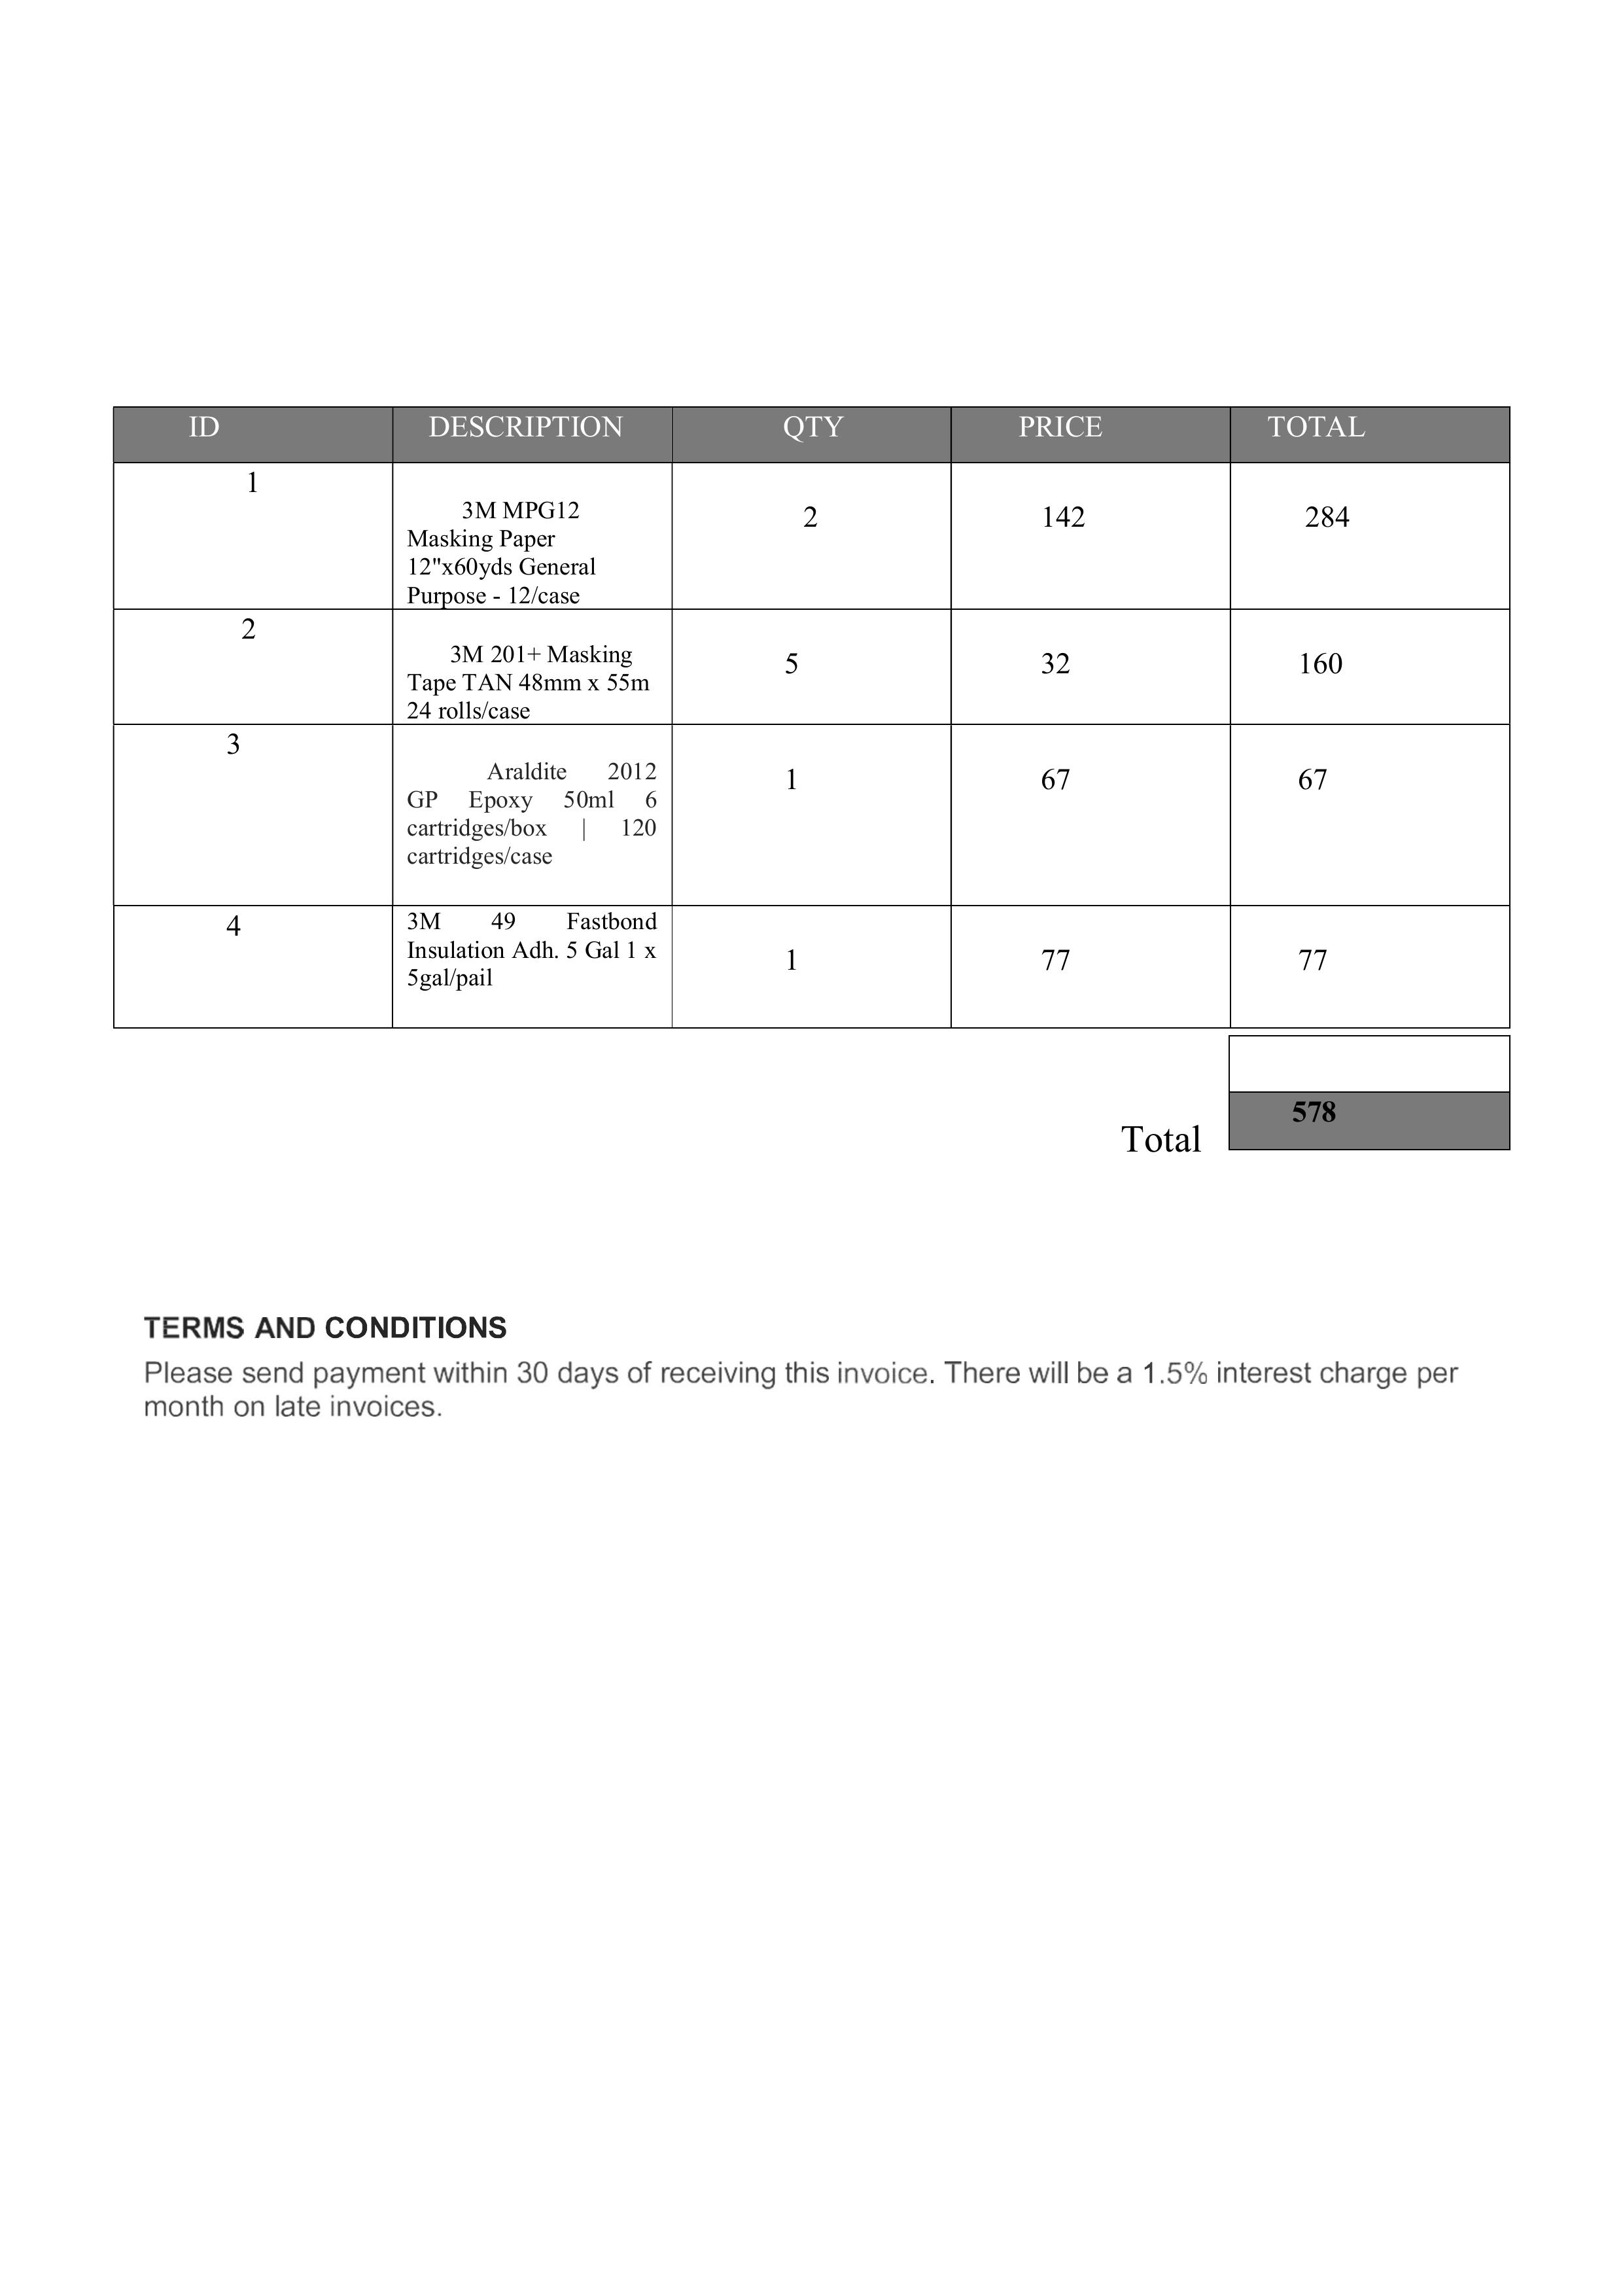 ID DESCRIPTION QTY PRICE TOTAL
1
3M MPG12
Masking Paper
12"x60yds General
Purpose - 12/case
2 142 284
2
3M 201+ Masking
Tape TAN 48mm x 55m
24 rolls/case
5 32 160
3
Araldite 2012
GP Epoxy 50ml 6
cartridges/box | 120
cartridges/case
1 67 67
4
3M 49 Fastbond
Insulation Adh. 5 Gal 1 x
5gal/pail
1 77 77
578
Total
TERMS AND CONDITIONS
Please send payment within 30 days of receiving this invoice. There will be a 1.5% interest charge per
month on late invoices.